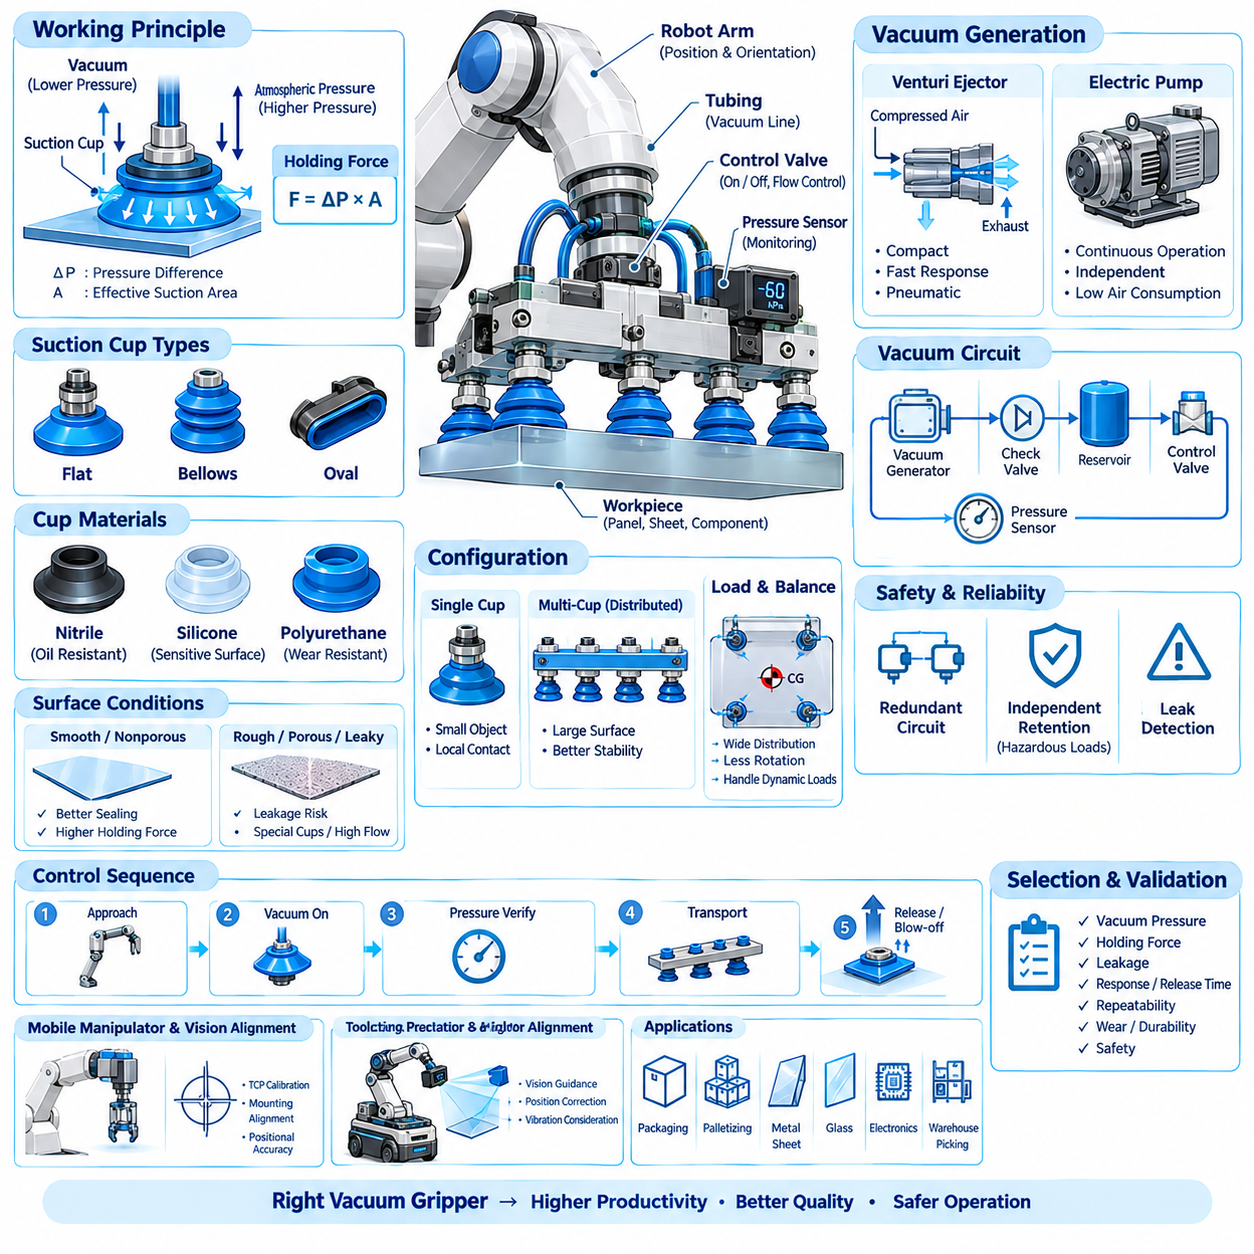 Working Principle
Vacuum
(Lower Pressure)
Atmospheric Pressure
(Higher Pressure)
Suction Cup
Holding Force
F = ΔP × A
ΔP : Pressure Difference
A : Effective Suction Area
Suction Cup Types
Flat
Bellows
Oval
Cup Materials
Nitrile
(Oil Resistant)
Silicone
(Sensitive Surface)
Polyurethane
(Wear Resistant)
Surface Conditions
Smooth / Nonporous
✓ Better Sealing
✓ Higher Holding Force
Rough / Porous / Leaky
✓ Leakage Risk
• Special Cups / High Flow
Robot Arm
(Position & Orientation)
Tubing
(Vacuum Line)
Control Valve
(On / Off, Flow Control)
Pressure Sensor
(Monitoring)
-60
kPa
Workpiece
(Panel, Sheet, Component)
Configuration
Single Cup
• Small Object
• Local Contact
Multi-Cup (Distributed)
• Large Surface
• Better Stability
Load & Balance
CG
→ Wide Distribution
→ Less Rotation
→ Handle Dynamic Loads
Vacuum Generation
Venturi Ejector
Compressed Air
Exhaust
• Compact
• Fast Response
• Pneumatic
Electric Pump
• Continuous Operation
• Independent
• Low Air Consumption
Vacuum Circuit
Vacuum
Generator
Check
Valve
Reservoir
Control
Valve
Pressure
Sensor
Safety & Reliabiity
Redundant
Circuit
Independent
Retention
(Hazardous Loads)
Leak
Detection
Control Sequence
1 Approach
2 Vacuum On
3 Pressure Verify
4 Transport
5 Release /
Blow-off
Selection & Validation
✓ Vacuum Pressure
✓ Holding Force
✓ Leakage
✓ Response / Release Time
✓ Repeatability
✓ Wear / Durability
✓ Safety
Mobile Manipulator & Vision Alignment
• TCP Calibration
• Mounting
Alignment
• Positional
Accuracy
& Alignment
• Vision Guidance
• Position Correction
• Vibration Consideration
Applications
Packaging
Palletizing
Metal
Sheet
Glass
Electronics
Warehouse
Picking
Right Vacuum Gripper → Higher Productivity • Better Quality • Safer Operation